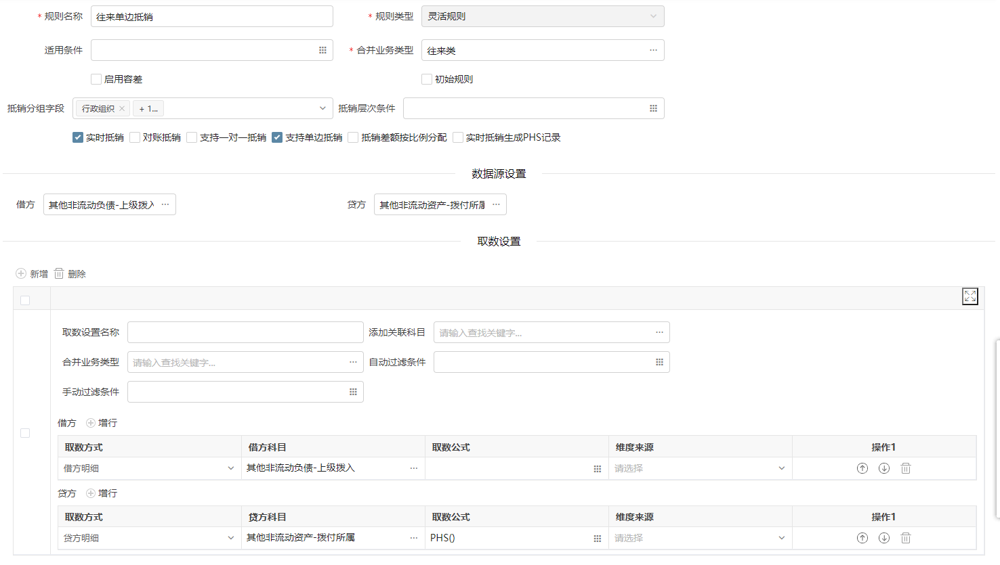 * 规则名称 往来单边抵销 * 规则类型 灵活规则
适用条件 * 合并业务类型 往来类 ...
启用容差 初始规则
抵销分组字段 行政组织 × + 1... 抵销层次条件
实时抵销 对账抵销 支持一对一抵销 支持单边抵销 抵销差额按比例分配 实时抵销生成PHS记录
数据源设置
借方 其他非流动负债-上级拨入 ... 贷方 其他非流动资产-拨付所属 ...
取数设置
新增 删除
取数设置名称 添加关联科目 请输入查找关键字... ...
合并业务类型 请输入查找关键字... ... 自动过滤条件
手动过滤条件
借方 增行
取数方式 借方科目 取数公式 维度来源 操作1
借方明细 其他非流动负债-上级拨入 ... 请选择
贷方 增行
取数方式 贷方科目 取数公式 维度来源 操作1
贷方明细 其他非流动资产-拨付所属 ... PHS() 请选择